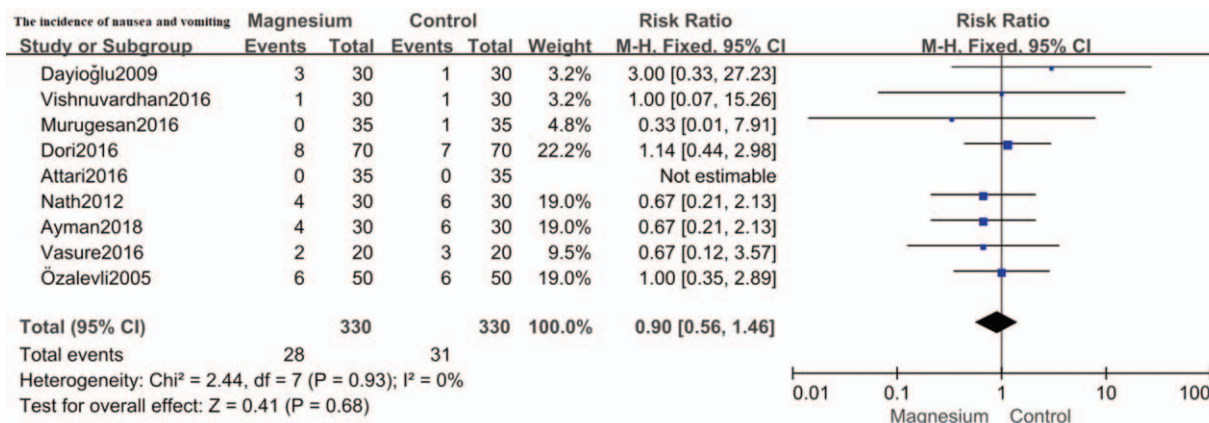 The incidence of nausea and vomiting Magnesium Control Risk Ratio Risk Ratio
Study or Subgroup Events Total Events Total Weight M-H. Fixed. 95% CI M-H. Fixed. 95% CI
Dayioğlu2009 3 30 1 30 3.2% 3.00 [0.33, 27.23]
Vishnuvardhan2016 1 30 1 30 3.2% 1.00 [0.07, 15.26]
Murugesan2016 0 35 1 35 4.8% 0.33 [0.01, 7.91]
Dori2016 8 70 7 70 22.2% 1.14 [0.44, 2.98]
Attari2016 0 35 0 35 Not estimable
Nath2012 4 30 6 30 19.0% 0.67 [0.21, 2.13]
Ayman2018 4 30 6 30 19.0% 0.67 [0.21, 2.13]
Vasure2016 2 20 3 20 9.5% 0.67 [0.12, 3.57]
Özalevli2005 6 50 6 50 19.0% 1.00 [0.35, 2.89]
Total (95% CI) 330 330 100.0% 0.90 [0.56, 1.46]
Total events 28 31
Heterogeneity: Chi² = 2.44, df = 7 (P = 0.93); I² = 0%
Test for overall effect: Z = 0.41 (P = 0.68)
0.01 0.1 1 10 100
Magnesium Control